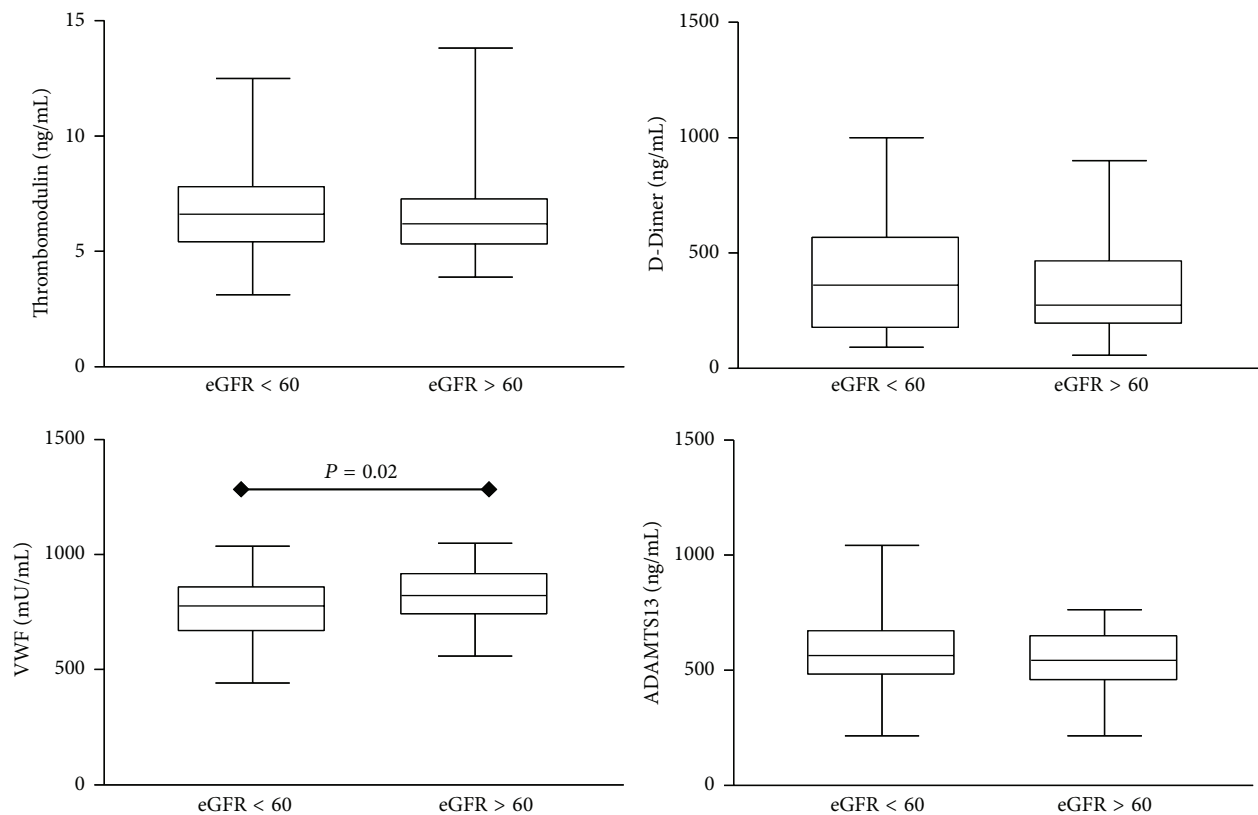 Thrombomodulin (ng/mL)
15
10
5
0
eGFR < 60
eGFR > 60
D-Dimer (ng/mL)
1500
1000
500
0
eGFR < 60
eGFR > 60
VWF (mU/mL)
1500
1000
500
0
P = 0.02
eGFR < 60
eGFR > 60
ADAMTS13 (ng/mL)
1500
1000
500
0
eGFR < 60
eGFR > 60